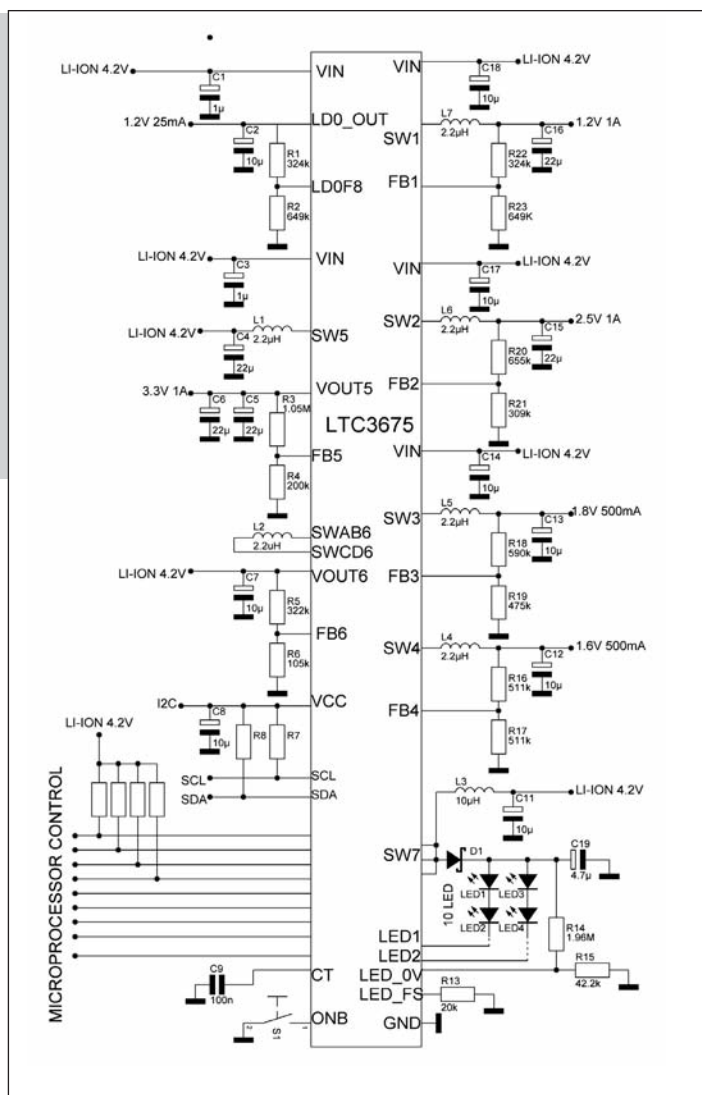 LI-ION 4.2V
C1
1µ
VIN
1.2V 25mA
C2
10µ
LD0_OUT
R1
324k
LD0F8
R2
649k
LI-ION 4.2V
C3
1µ
VIN
LI-ION 4.2V
C4
22µ
L1
2.2µH
SW5
3.3V 1A
C6
22µ
C5
22µ
R3
1.05M
VOUT5
FB5
R4
200k
L2
2.2uH
SWAB6
SWCD6
LI-ION 4.2V
C7
10µ
VOUT6
R5
322k
FB6
R6
105k
I2C
C8
10µ
VCC
R8
R7
LI-ION 4.2V
SCL
SCL
SDA
SDA
MICROPROCESSOR CONTROL
C9
100n
CT
2
S1
1
ONB
LTC3675
VIN
C18
10µ
LI-ION 4.2V
L7
2.2µH
SW1
1.2V 1A
R22
324k
C16
22µ
FB1
R23
649K
VIN
C17
10µ
LI-ION 4.2V
L6
2.2µH
SW2
2.5V 1A
R20
655k
C15
22µ
FB2
R21
309k
VIN
C14
10µ
LI-ION 4.2V
L5
2.2µH
SW3
1.8V 500mA
R18
590k
C13
10µ
FB3
R19
475k
L4
2.2µH
SW4
1.6V 500mA
R16
511k
C12
10µ
FB4
R17
511k
L3
10µH
LI-ION 4.2V
C11
10µ
SW7
D1
C19
4.7µ
10 LED
LED1
LED3
LED2
LED4
R14
1.96M
LED1
LED2
LED_0V
R15
42.2k
LED_FS
R13
20k
GND